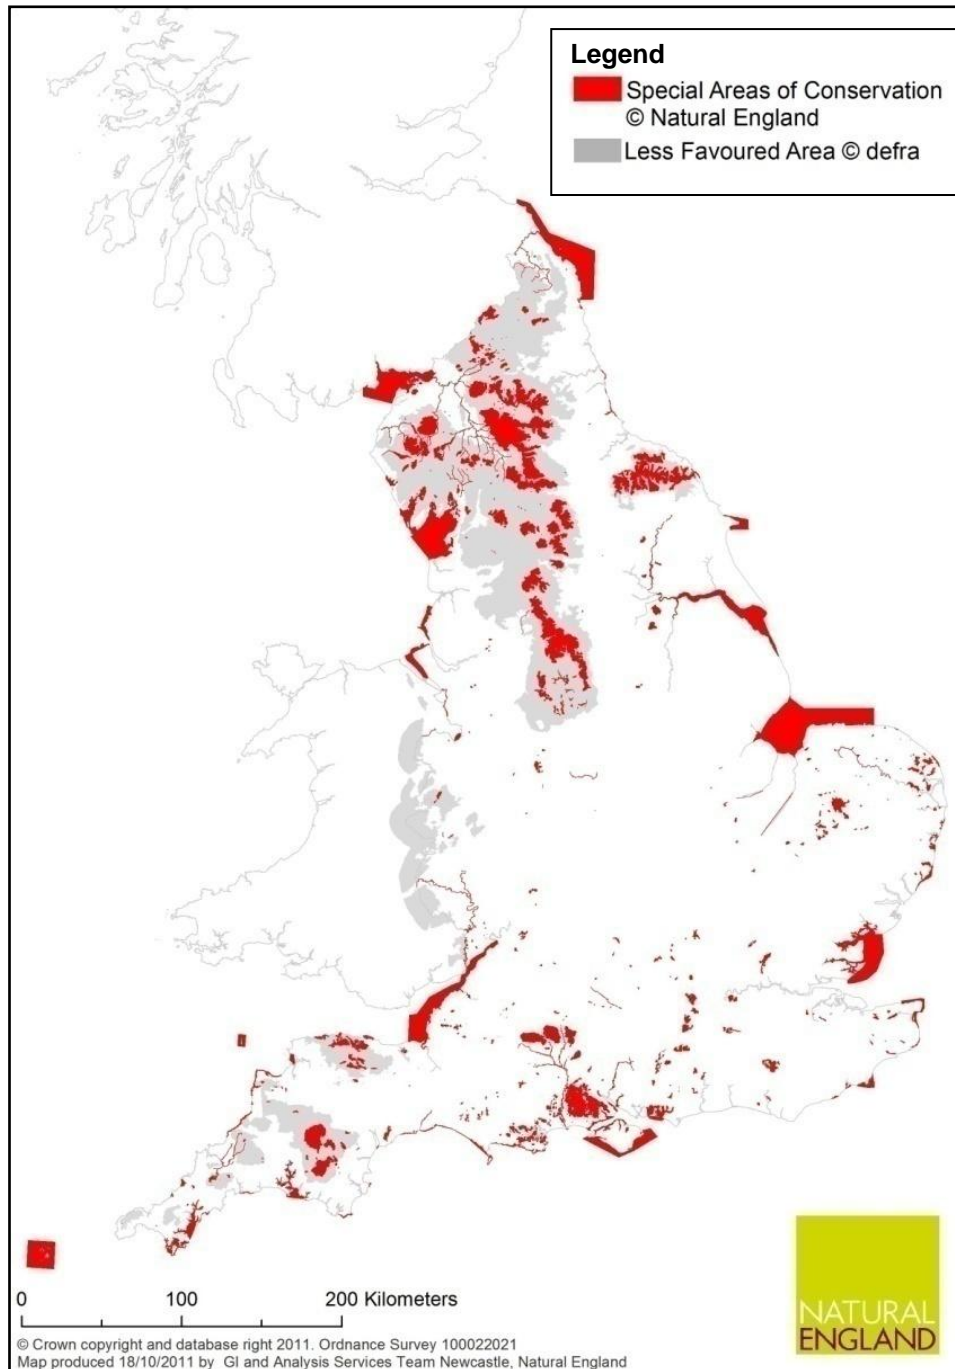 Legend
Special Areas of Conservation
© Natural England
Less Favoured Area © defra
0 100 200 Kilometers
© Crown copyright and database right 2011. Ordnance Survey 100022021
Map produced 18/10/2011 by GI and Analysis Services Team Newcastle, Natural England
NATURAL
ENGLAND